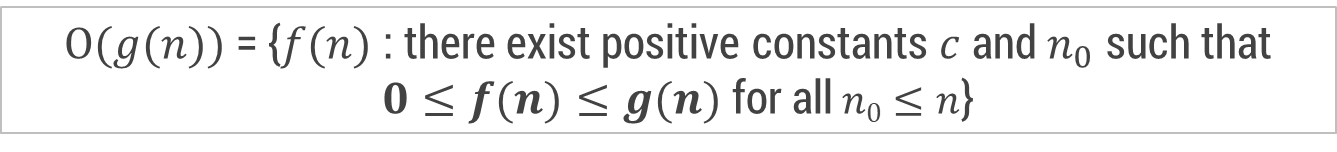 O(g(n)) = {f(n) : there exist positive constants c and n₀ such that
0 ≤ f(n) ≤ g(n) for all n₀ ≤ n}